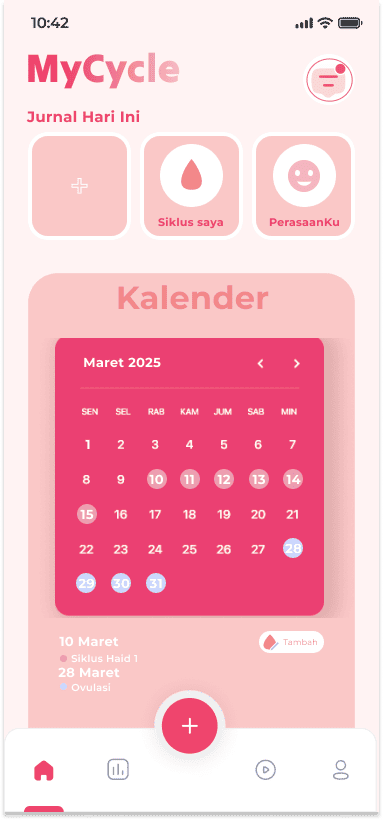 10:42
MyCycle
Jurnal Hari Ini
Siklus saya
PerasaanKu
Kalender
Maret 2025
SEN SEL RAB KAM JUM SAB MIN
1 2 3 4 5 6 7
8 9 10 11 12 13 14
15 16 17 18 19 20 21
22 23 24 25 26 27 28
29 30 31
10 Maret
Tambah
Siklus Haid 1
28 Maret
Ovulasi